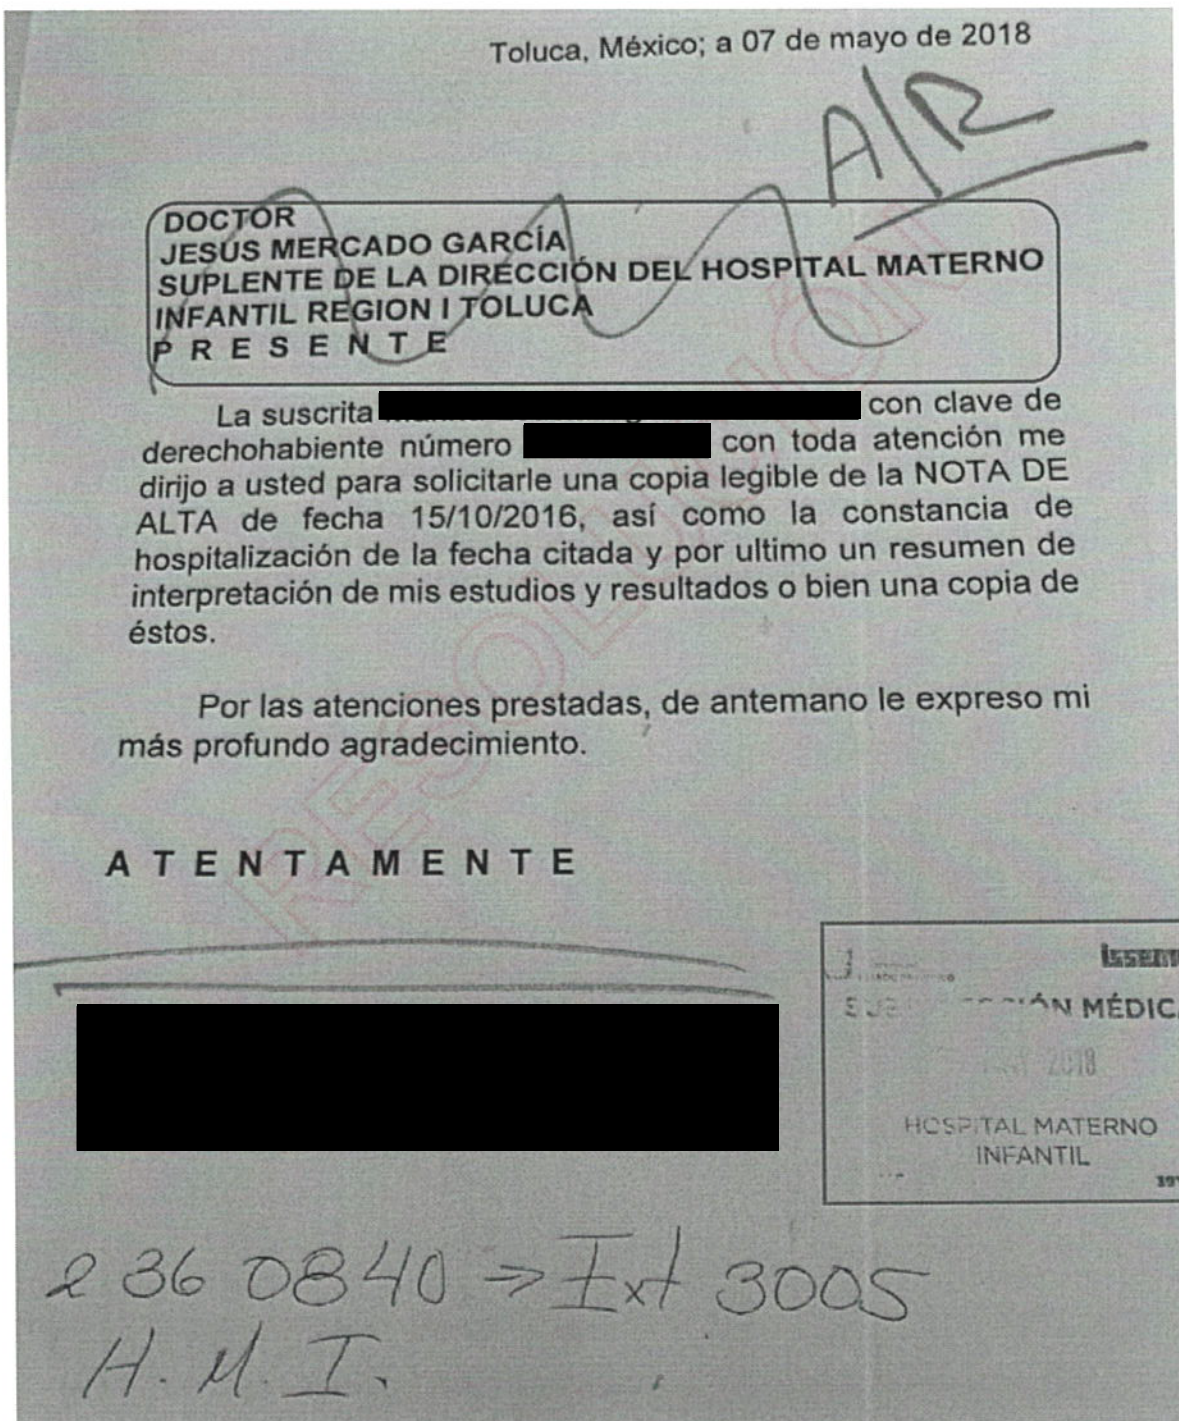 Toluca, México; a 07 de mayo de 2018
A/R
DOCTOR
JESÚS MERCADO GARCÍA
SUPLENTE DE LA DIRECCIÓN DEL HOSPITAL MATERNO
INFANTIL REGION I TOLUCA
P R E S E N T E
La suscrita con clave de
derechohabiente número con toda atención me
dirijo a usted para solicitarle una copia legible de la NOTA DE
ALTA de fecha 15/10/2016, así como la constancia de
hospitalización de la fecha citada y por ultimo un resumen de
interpretación de mis estudios y resultados o bien una copia de
éstos.
Por las atenciones prestadas, de antemano le expreso mi
más profundo agradecimiento.
RESOLUCIÓN
A T E N T A M E N T E
MÉDICA
2018
HOSPITAL MATERNO
INFANTIL
2 36 0840 => Ext 3005
H. M. I.